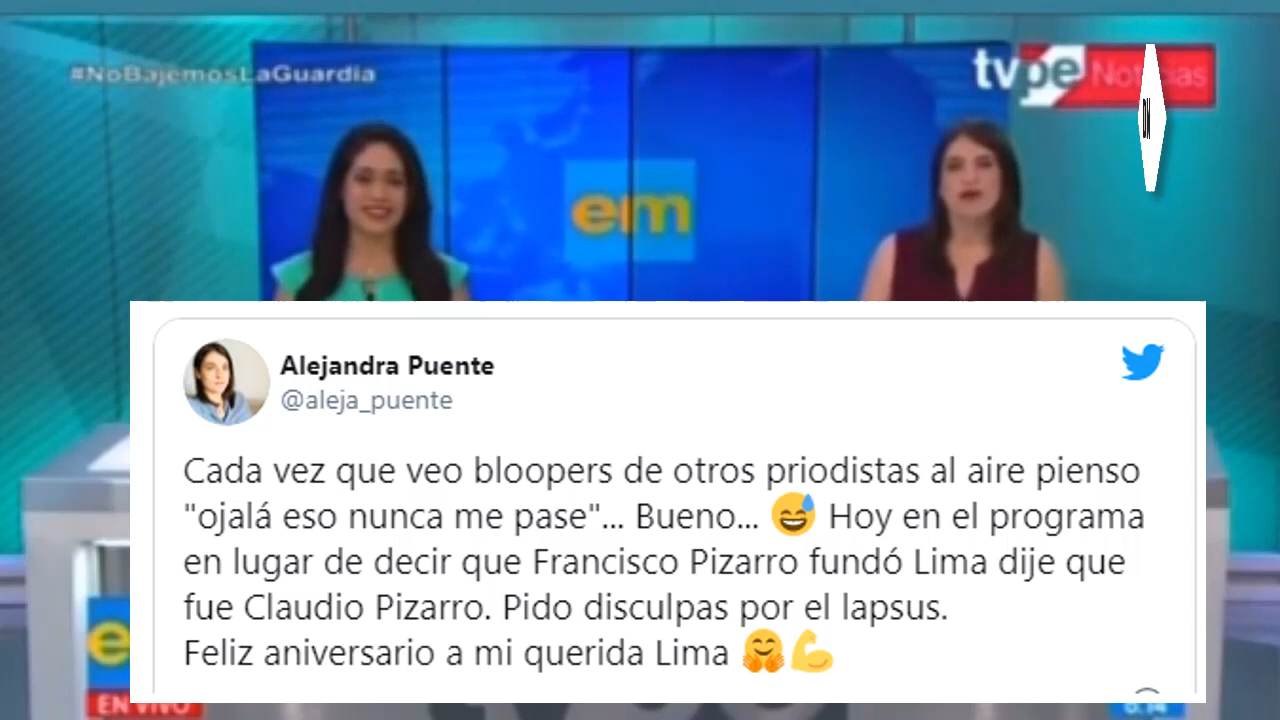 #NoBajemosLaGuardia
tvpe Noticias
em
Alejandra Puente
@aleja_puente
Cada vez que veo bloopers de otros priodistas al aire pienso
"ojalá eso nunca me pase"... Bueno... 😅 Hoy en el programa
en lugar de decir que Francisco Pizarro fundó Lima dije que
fue Claudio Pizarro. Pido disculpas por el lapsus.
Feliz aniversario a mi querida Lima 🤗💪
EN VIVO